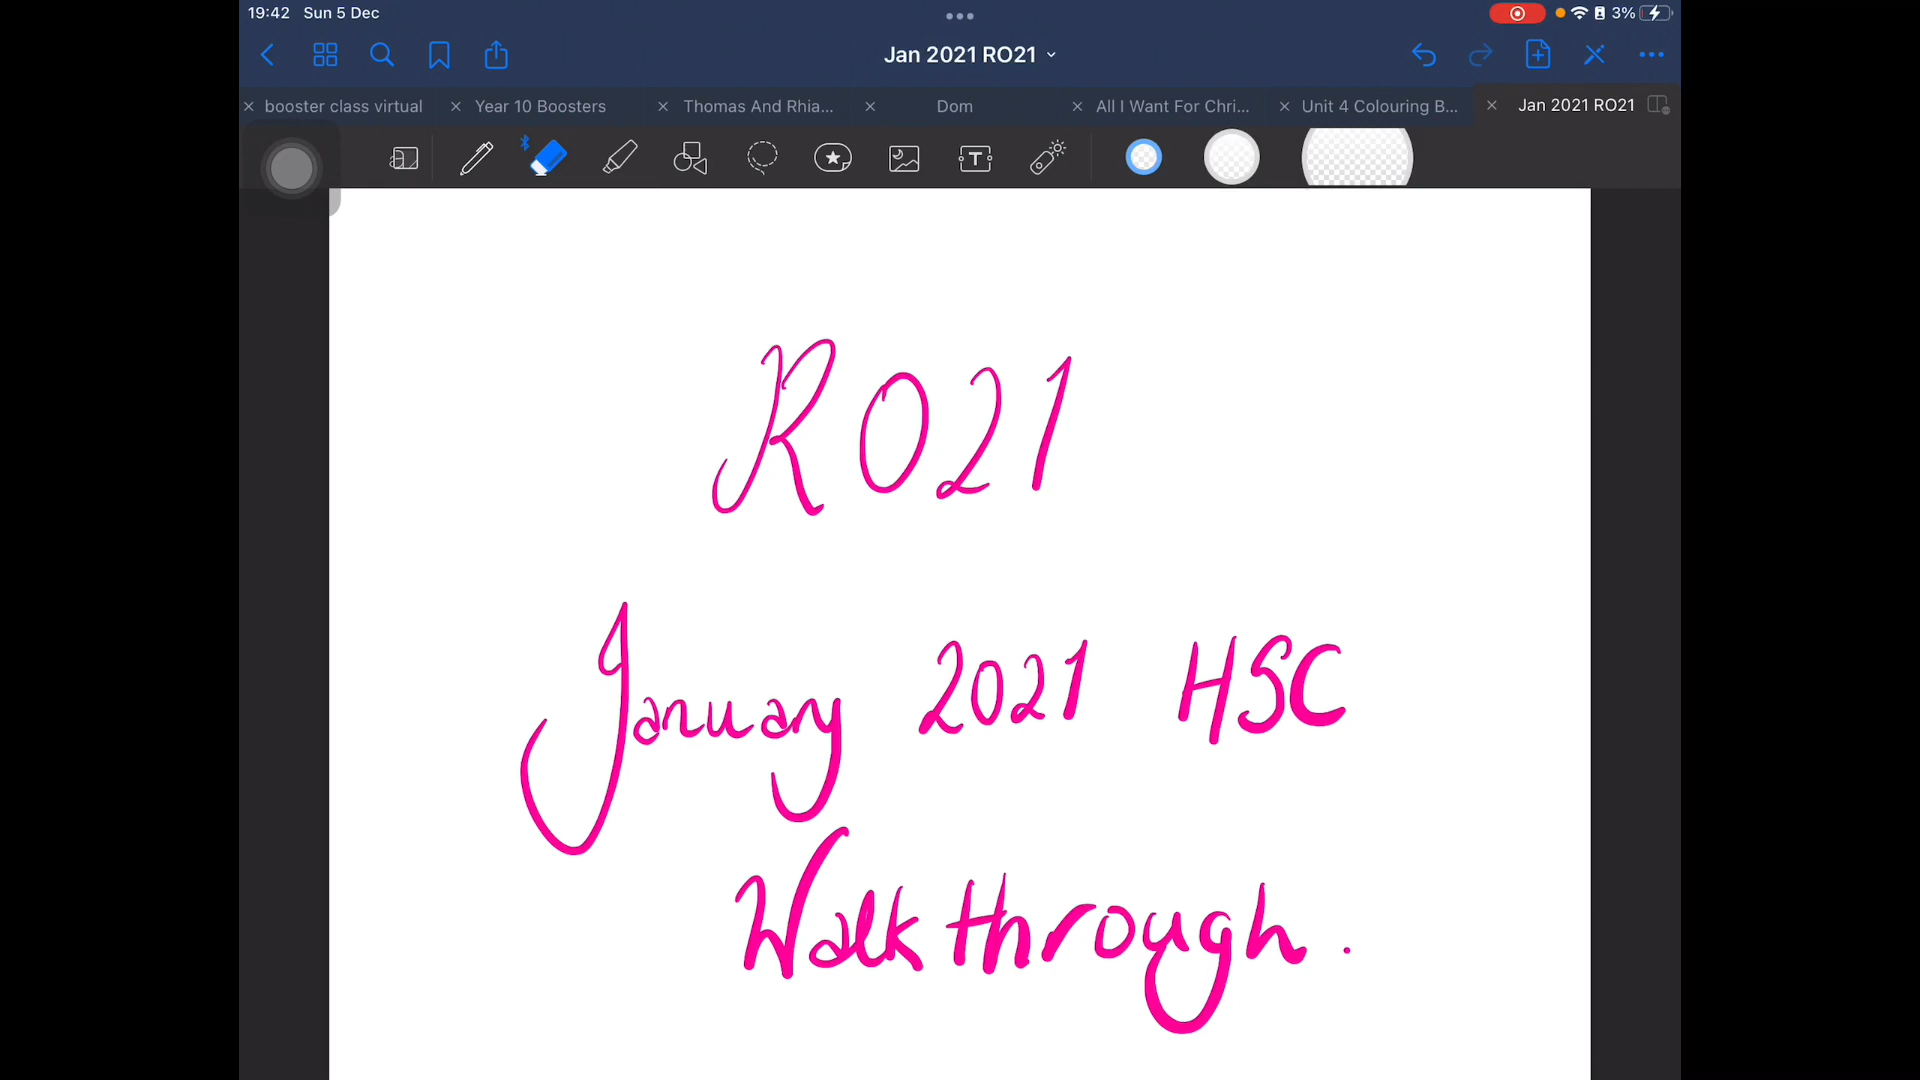 19:42 Sun 5 Dec 3%
Jan 2021 RO21
booster class virtual Year 10 Boosters Thomas And Rhia... Dom All I Want For Chri... Unit 4 Colouring B... Jan 2021 RO21
RO21
January 2021 HSC
Walkthrough.